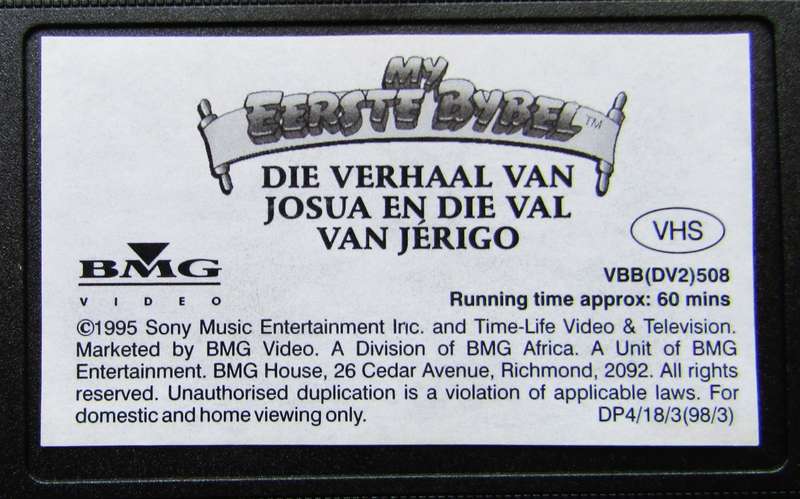 MY
EERSTE BYBEL™
DIE VERHAAL VAN
JOSUA EN DIE VAL
VAN JÉRIGO
VHS
BMG
VIDEO
VBB(DV2)508
Running time approx: 60 mins
©1995 Sony Music Entertainment Inc. and Time-Life Video & Television.
Marketed by BMG Video. A Division of BMG Africa. A Unit of BMG
Entertainment. BMG House, 26 Cedar Avenue, Richmond, 2092. All rights
reserved. Unauthorised duplication is a violation of applicable laws. For
domestic and home viewing only.
DP4/18/3(98/3)